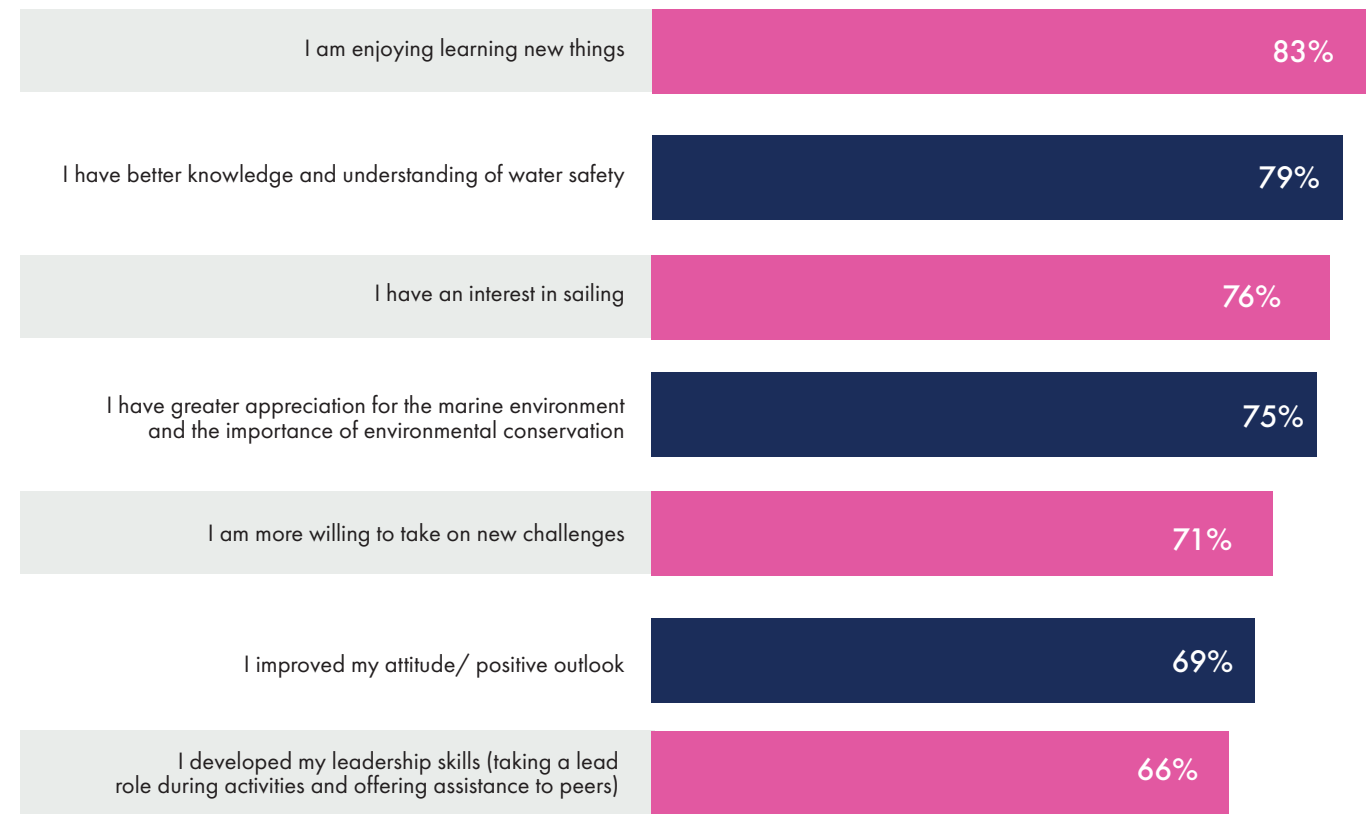 I am enjoying learning new things
83%
I have better knowledge and understanding of water safety
79%
I have an interest in sailing
76%
I have greater appreciation for the marine environment
and the importance of environmental conservation
75%
I am more willing to take on new challenges
71%
I improved my attitude/ positive outlook
69%
I developed my leadership skills (taking a lead
role during activities and offering assistance to peers)
66%